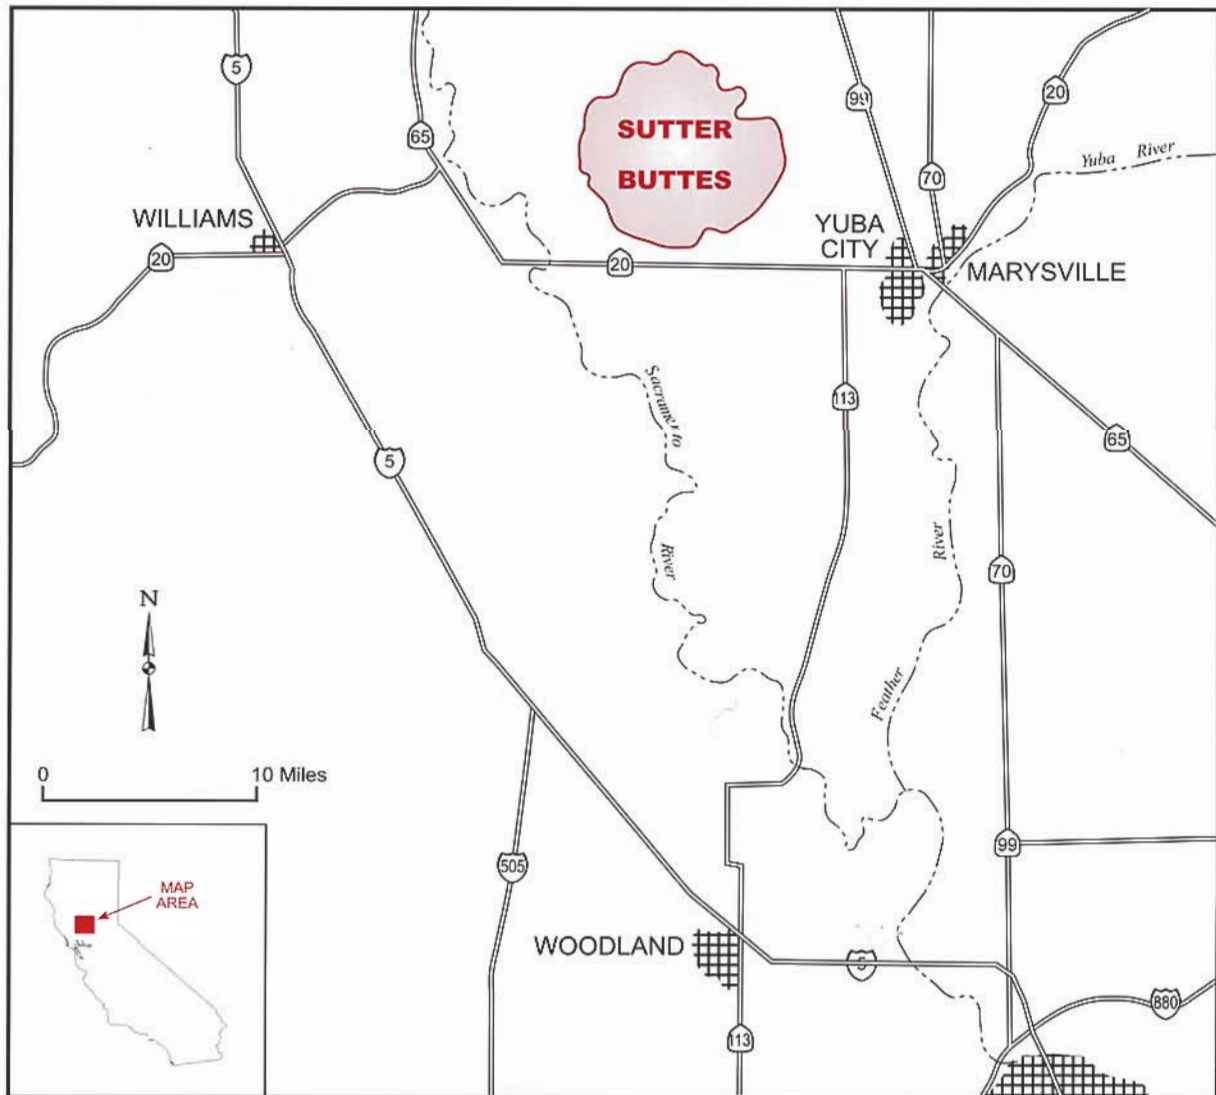 5
65
99
70
20
SUTTER
BUTTES
Yuba River
WILLIAMS
20
20
YUBA
CITY
MARYSVILLE
Sacramento
River
113
65
5
River
Feather
70
N
0
10 Miles
505
99
MAP
AREA
WOODLAND
5
880
113